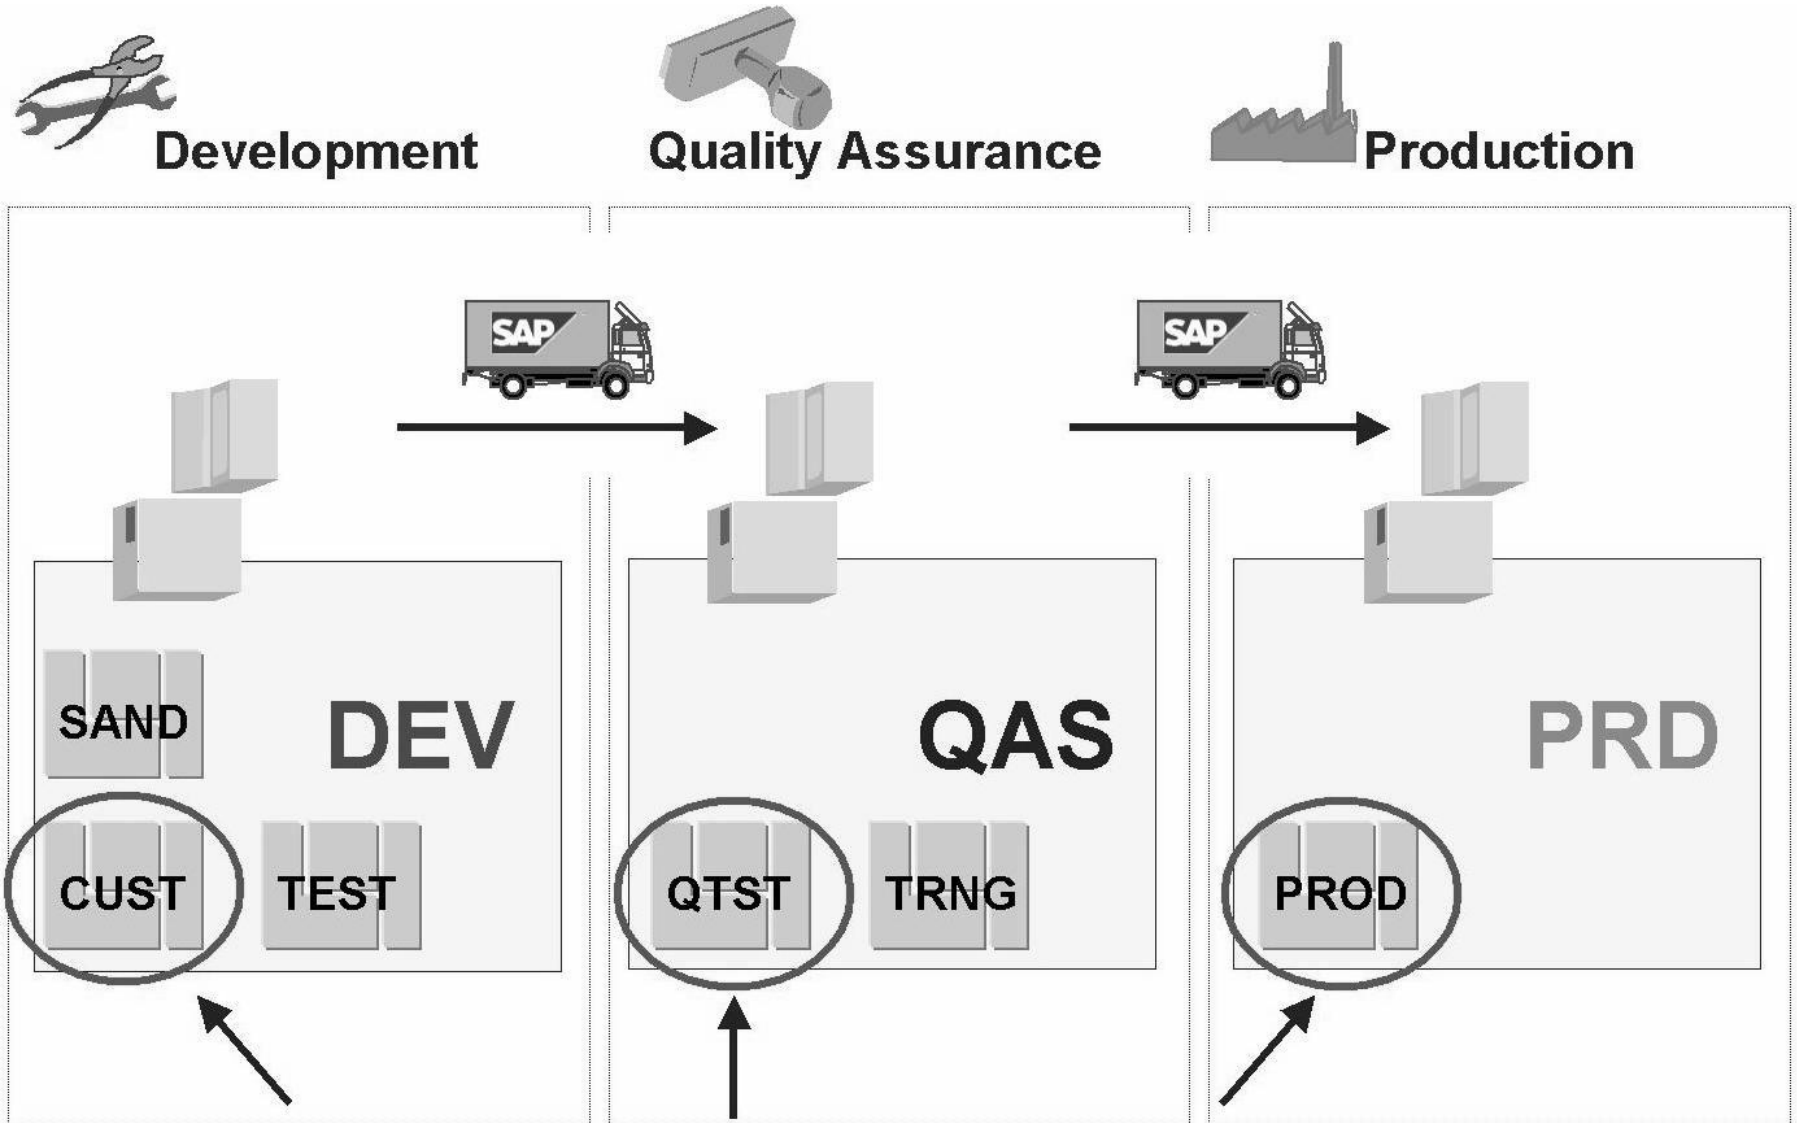 Development
Quality Assurance
Production
SAP
SAP
SAND
DEV
CUST
TEST
QAS
QTST
TRNG
PRD
PROD